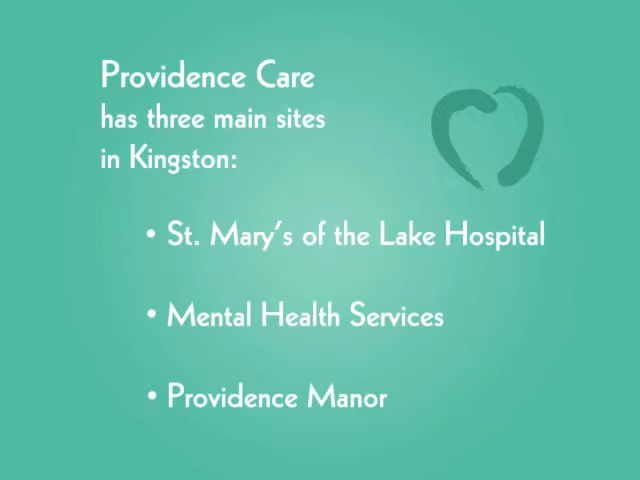 Providence Care
has three main sites
in Kingston:
• St. Mary's of the Lake Hospital
• Mental Health Services
• Providence Manor